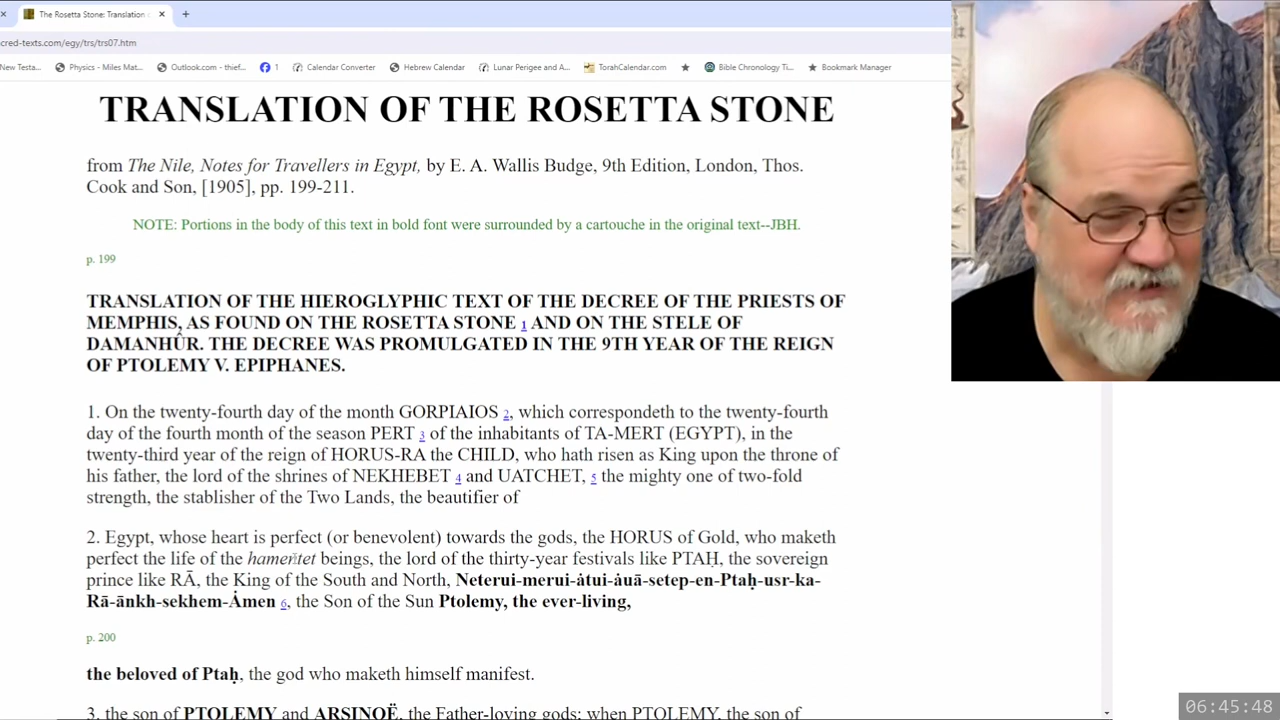 The Rosetta Stone: Translation
cred-texts.com/egy/trs/trs07.htm
New Testa... Physics - Miles Mat... Outlook.com - thief... 1 Calendar Converter Hebrew Calendar Lunar Perigee and A... TorahCalendar.com Bible Chronology Ti... Bookmark Manager
TRANSLATION OF THE ROSETTA STONE
from The Nile, Notes for Travellers in Egypt, by E. A. Wallis Budge, 9th Edition, London, Thos.
Cook and Son, [1905], pp. 199-211.
NOTE: Portions in the body of this text in bold font were surrounded by a cartouche in the original text--JBH.
p. 199
TRANSLATION OF THE HIEROGLYPHIC TEXT OF THE DECREE OF THE PRIESTS OF
MEMPHIS, AS FOUND ON THE ROSETTA STONE 1 AND ON THE STELE OF
DAMANHÛR. THE DECREE WAS PROMULGATED IN THE 9TH YEAR OF THE REIGN
OF PTOLEMY V. EPIPHANES.
1. On the twenty-fourth day of the month GORPIAIOS 2, which correspondeth to the twenty-fourth
day of the fourth month of the season PERT 3 of the inhabitants of TA-MERT (EGYPT), in the
twenty-third year of the reign of HORUS-RA the CHILD, who hath risen as King upon the throne of
his father, the lord of the shrines of NEKHEBET 4 and UATCHET, 5 the mighty one of two-fold
strength, the stablisher of the Two Lands, the beautifier of
2. Egypt, whose heart is perfect (or benevolent) towards the gods, the HORUS of Gold, who maketh
perfect the life of the beings, the lord of the thirty-year festivals like PTAḤ, the sovereign
prince like RĀ, the King of the South and North, Neterui-merui-ȧtui-ȧuā-setep-en-Ptaḥ-usr-ka-
Rā-ānkh-sekhem-Ȧmen 6, the Son of the Sun Ptolemy, the ever-living,
p. 200
the beloved of Ptaḥ, the god who maketh himself manifest.
3. the son of PTOLEMY and ARSINOË, the Father-loving gods; when PTOLEMY, the son of
06:45:48